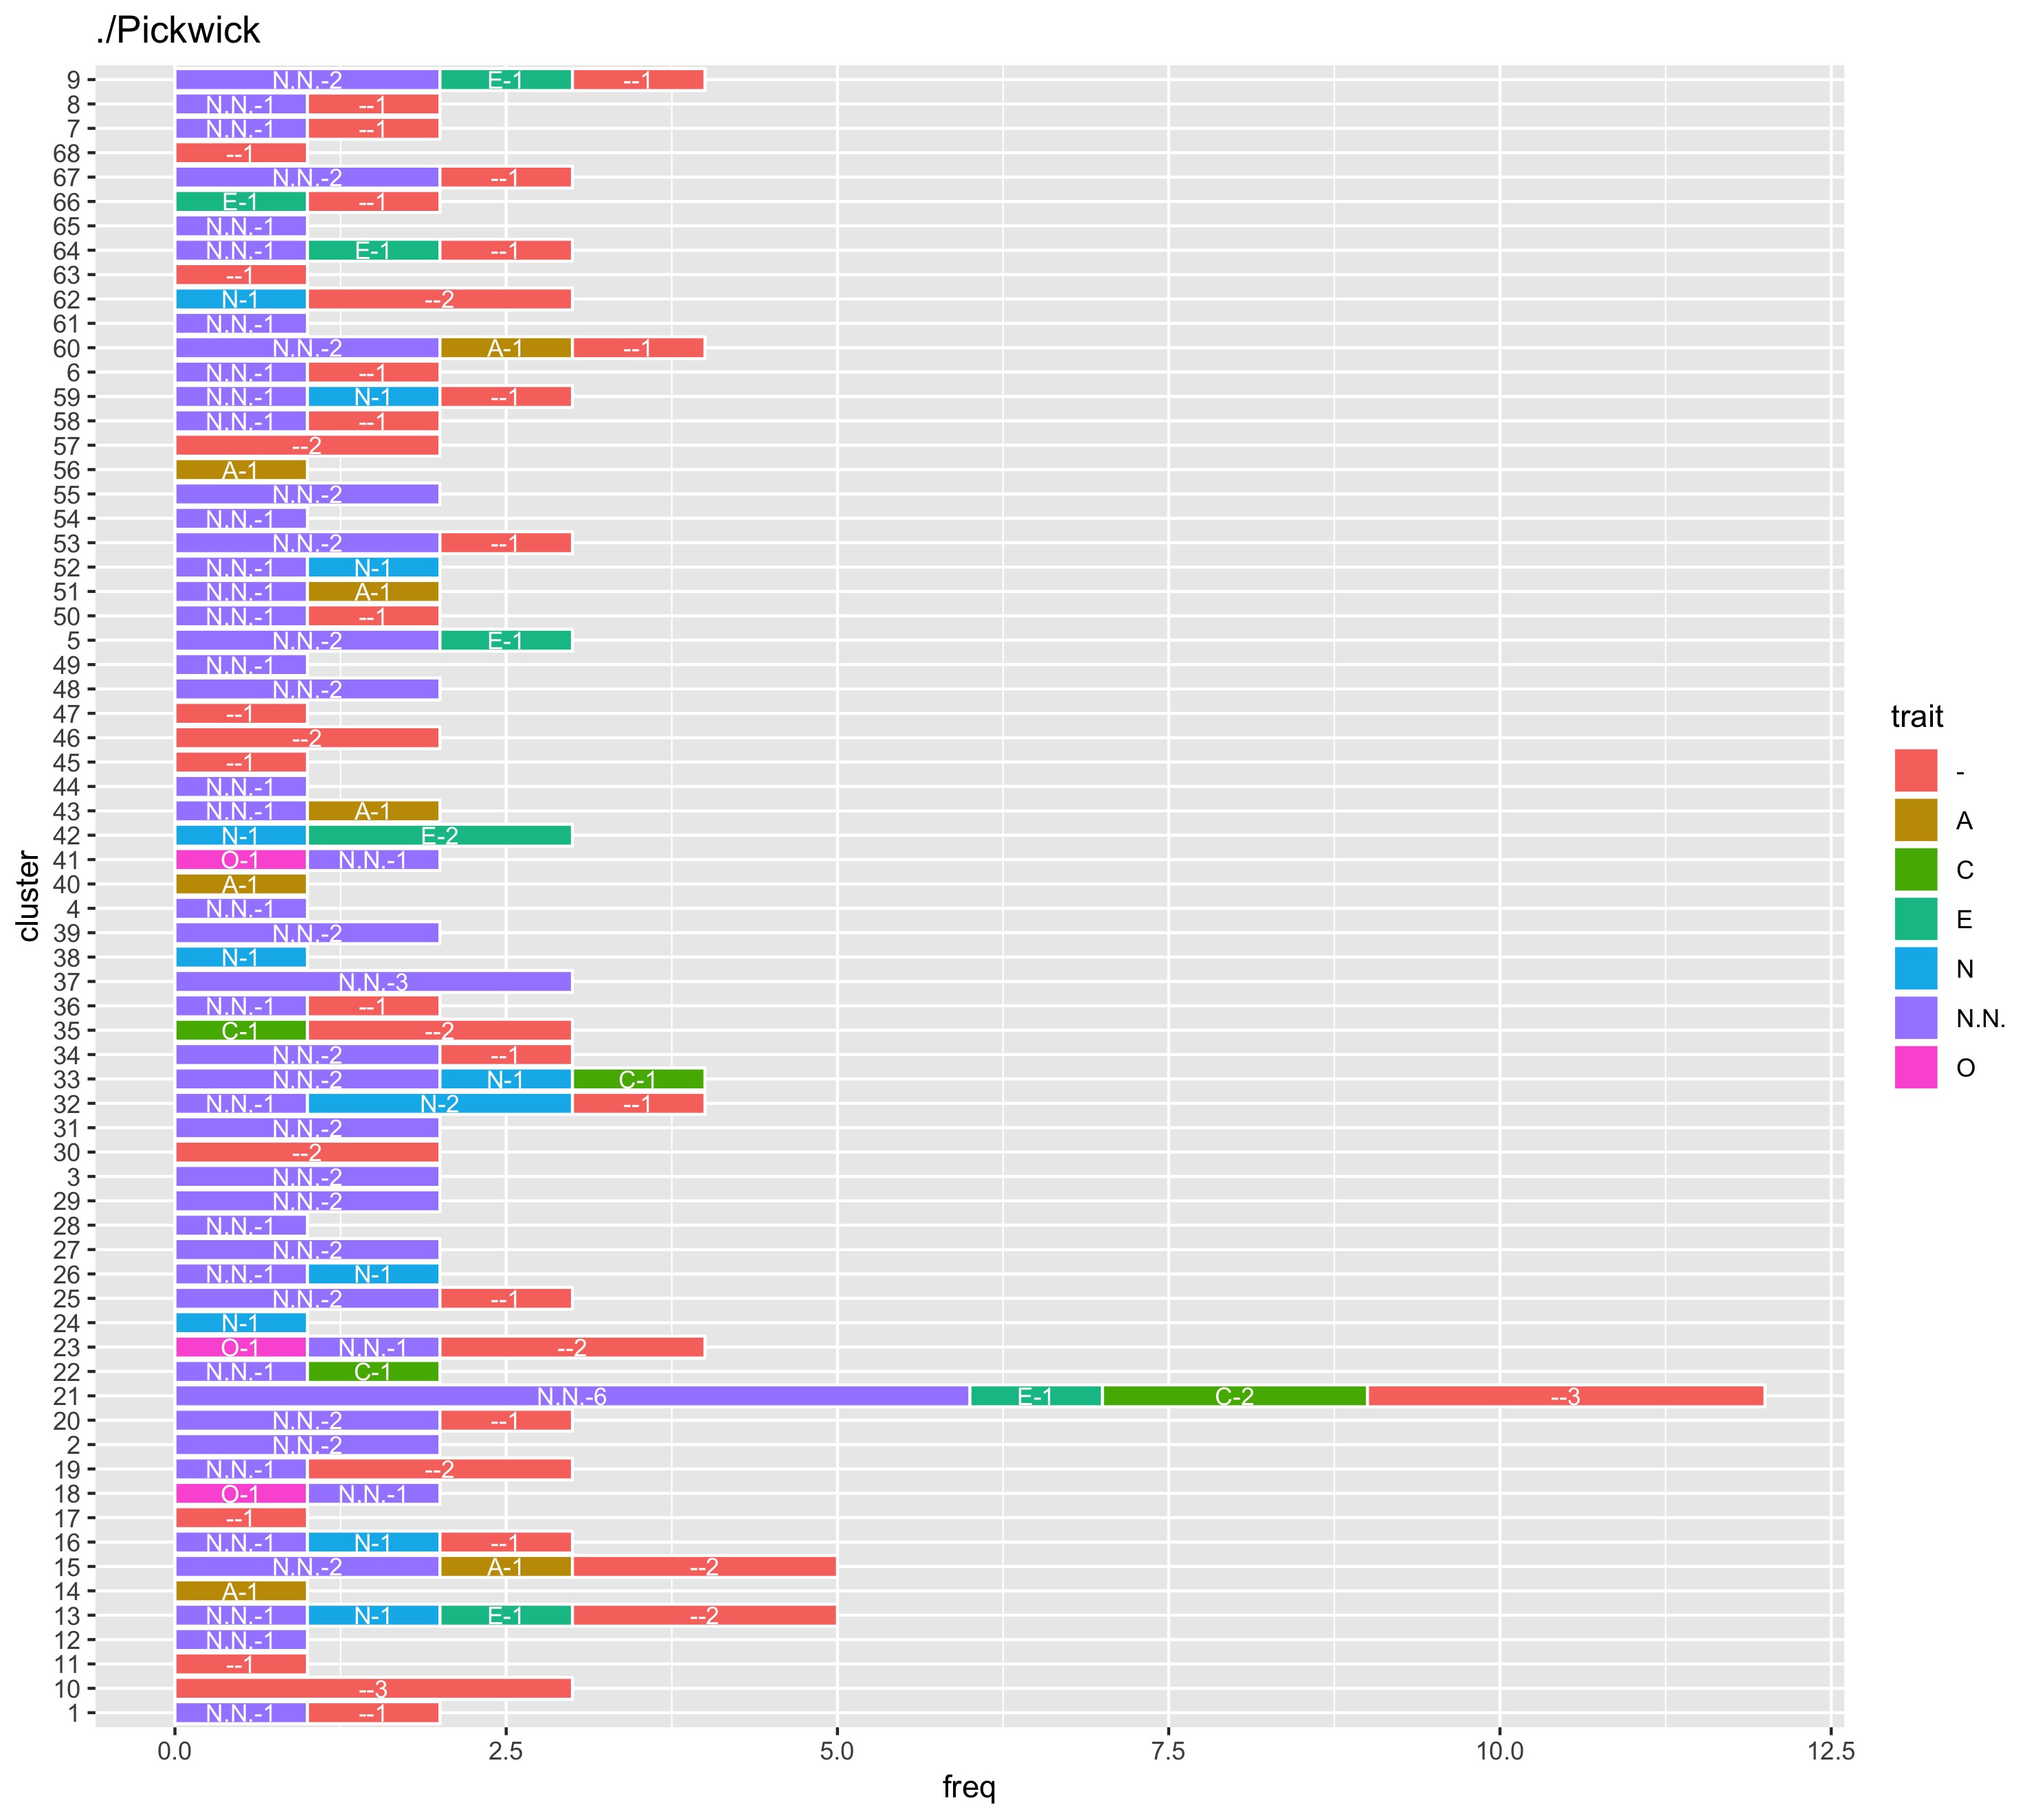 ./Pickwick
9 N.N.-2 E-1 --1
8 N.N.-1 --1
7 N.N.-1 --1
68 --1
67 N.N.-2 --1
66 E-1 --1
65 N.N.-1
64 N.N.-1 E-1 --1
63 --1
62 N-1 --2
61 N.N.-1
60 N.N.-2 A-1 --1
6 N.N.-1 --1
59 N.N.-1 N-1 --1
58 N.N.-1 --1
57 --2
56 A-1
55 N.N.-2
54 N.N.-1
53 N.N.-2 --1
52 N.N.-1 N-1
51 N.N.-1 A-1
50 N.N.-1 --1
5 N.N.-2 E-1
49 N.N.-1
48 N.N.-2
47 --1
46 --2
45 --1
44 N.N.-1
43 N.N.-1 A-1
42 N-1 E-2
41 O-1 N.N.-1
40 A-1
4 N.N.-1
39 N.N.-2
38 N-1
37 N.N.-3
36 N.N.-1 --1
35 C-1 --2
34 N.N.-2 --1
33 N.N.-2 N-1 C-1
32 N.N.-1 N-2 --1
31 N.N.-2
30 --2
3 N.N.-2
29 N.N.-2
28 N.N.-1
27 N.N.-2
26 N.N.-1 N-1
25 N.N.-2 --1
24 N-1
23 O-1 N.N.-1 --2
22 N.N.-1 C-1
21 N.N.-6 E-1 C-2 --3
20 N.N.-2 --1
2 N.N.-2
19 N.N.-1 --2
18 O-1 N.N.-1
17 --1
16 N.N.-1 N-1 --1
15 N.N.-2 A-1 --2
14 A-1
13 N.N.-1 N-1 E-1 --2
12 N.N.-1
11 --1
10 --3
1 N.N.-1 --1
0.0 2.5 5.0 7.5 10.0 12.5
freq
cluster
trait
-
A
C
E
N
N.N.
O